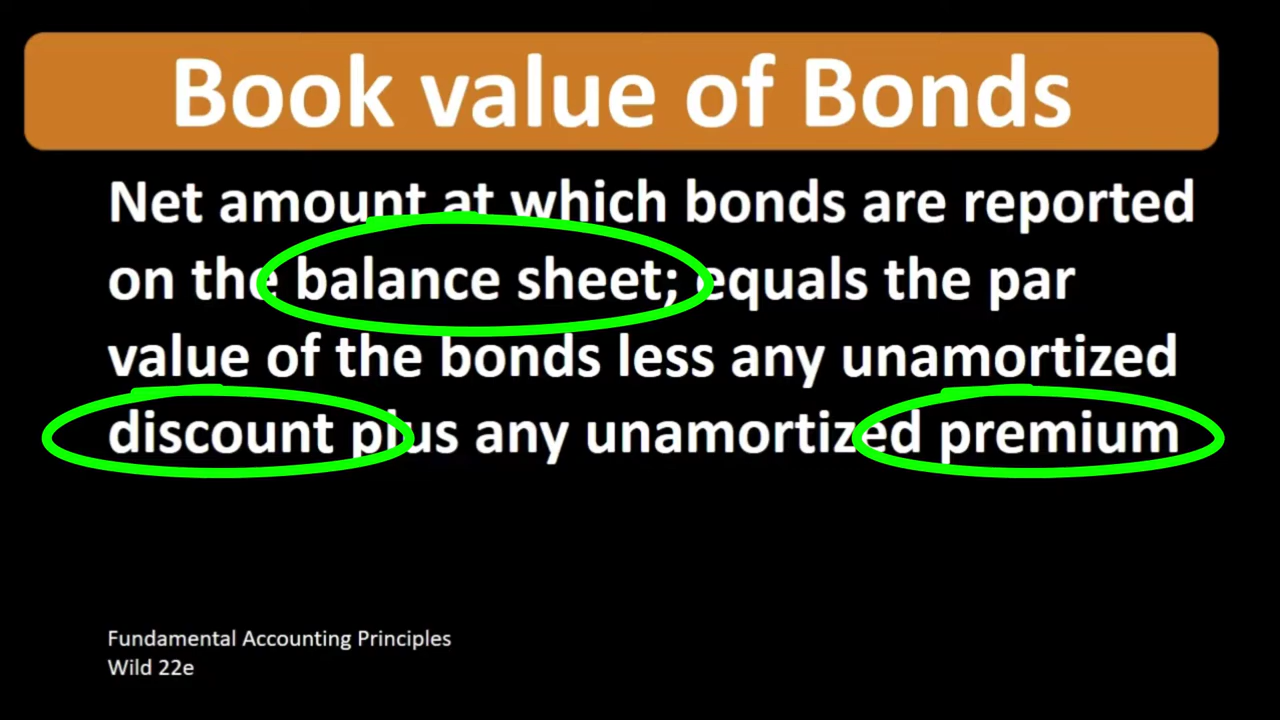 Book value of Bonds
Net amount at which bonds are reported
on the balance sheet; equals the par
value of the bonds less any unamortized
discount plus any unamortized premium
Fundamental Accounting Principles
Wild 22e